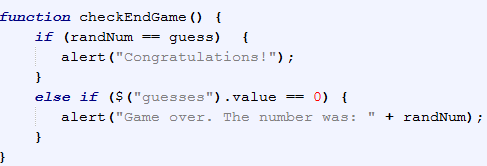 function checkEndGame() {
    if (randNum == guess)  {
       alert("Congratulations!");
    }
    else if ($("guesses").value == 0) {
       alert("Game over. The number was: " + randNum);
    }
}